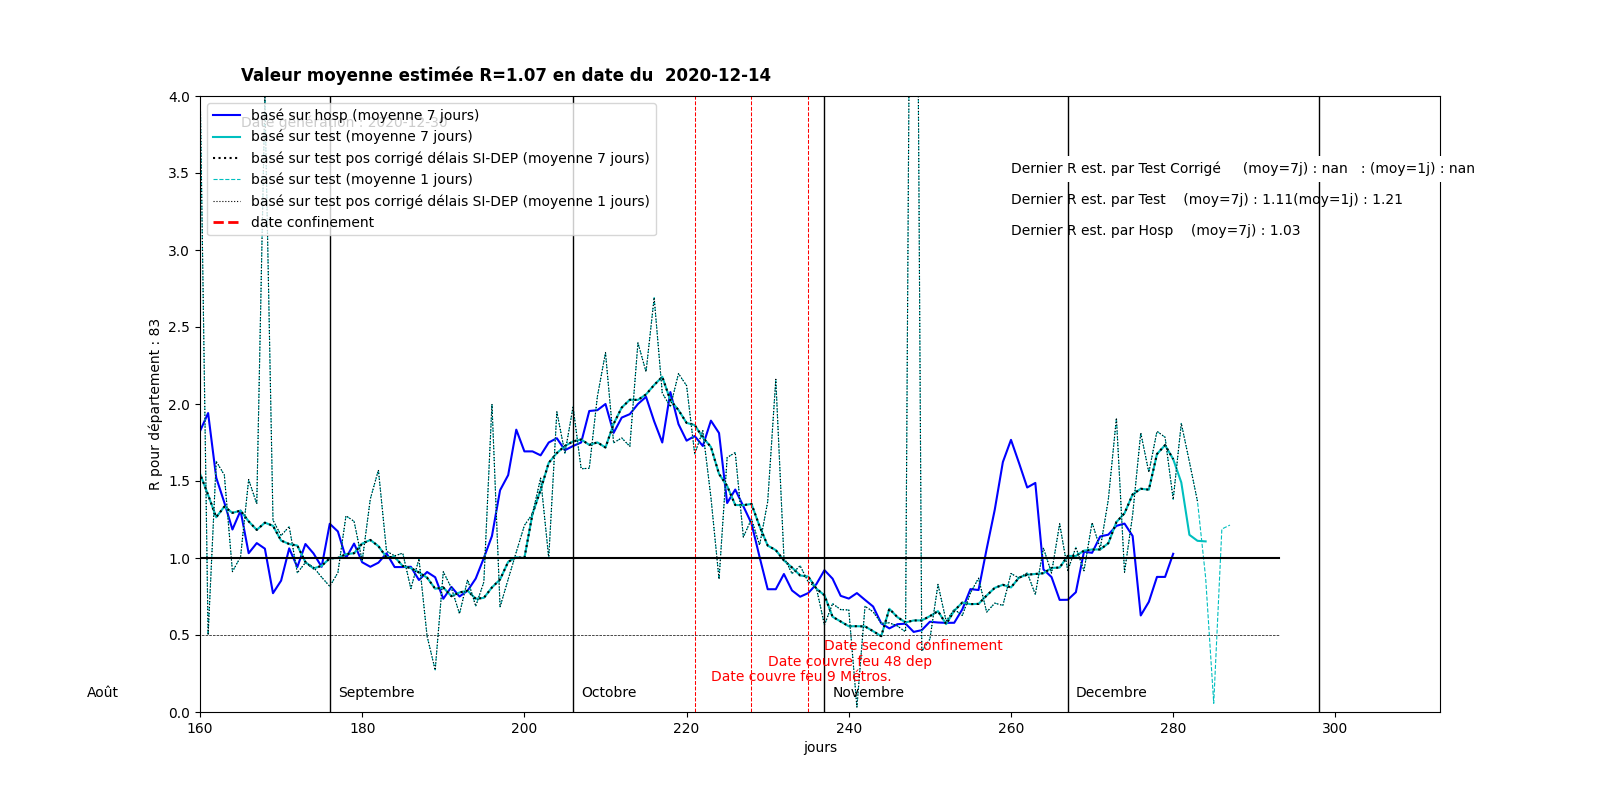 Valeur moyenne estimée R=1.07 en date du  2020-12-14
4.0
3.5
3.0
2.5
2.0
1.5
1.0
0.5
0.0
R pour département : 83
basé sur hosp (moyenne 7 jours)
Date generation : 2020-12-30
basé sur test (moyenne 7 jours)
basé sur test pos corrigé délais SI-DEP (moyenne 7 jours)
basé sur test (moyenne 1 jours)
basé sur test pos corrigé délais SI-DEP (moyenne 1 jours)
date confinement
Dernier R est. par Test Corrigé     (moy=7j) : nan   : (moy=1j) : nan
Dernier R est. par Test    (moy=7j) : 1.11(moy=1j) : 1.21
Dernier R est. par Hosp    (moy=7j) : 1.03
Date second confinement
Date couvre feu 48 dep
Date couvre feu 9 Metros.
Août Septembre Octobre Novembre Decembre
160 180 200 220 240 260 280 300
jours